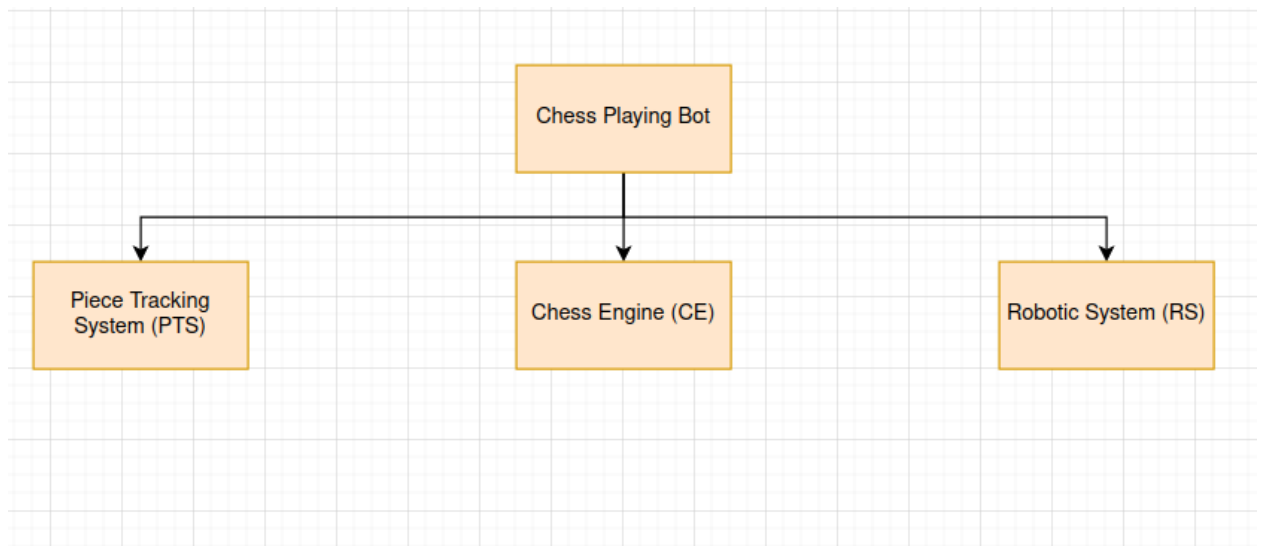 Chess Playing Bot
Piece Tracking
System (PTS)
Chess Engine (CE)
Robotic System (RS)